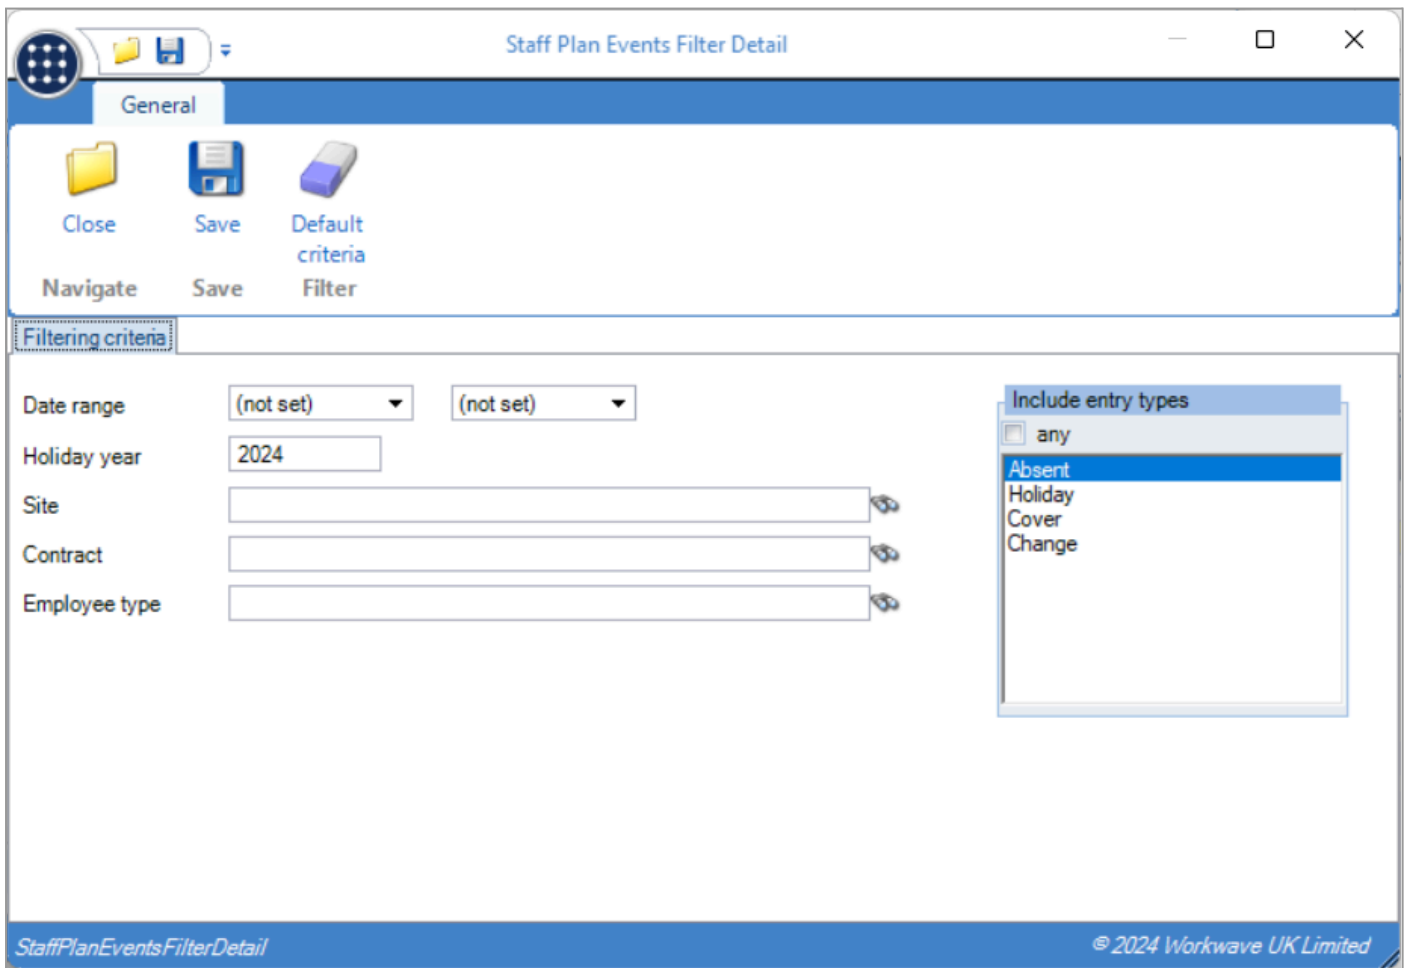 Staff Plan Events Filter Detail
General
Close
Save
Default
criteria
Navigate
Save
Filter
Filtering criteria
Date range
(not set)
(not set)
Holiday year
2024
Site
Contract
Employee type
Include entry types
any
Absent
Holiday
Cover
Change
StaffPlanEventsFilterDetail
© 2024 Workwave UK Limited